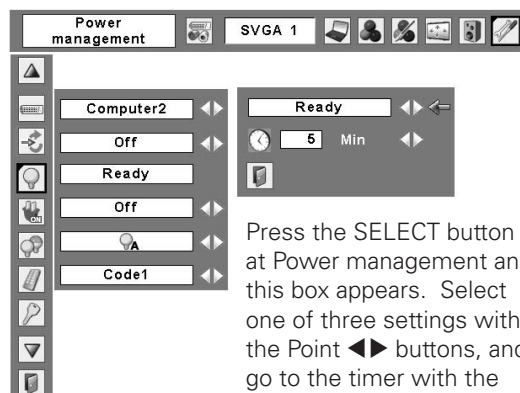 Power
management
SVGA 1
Computer2
Off
Ready
Off
A
Code1
ON
Ready
5 Min
Press the SELECT button
at Power management an
this box appears. Select
one of three settings with
the Point ◀▶ buttons, and
go to the timer with the